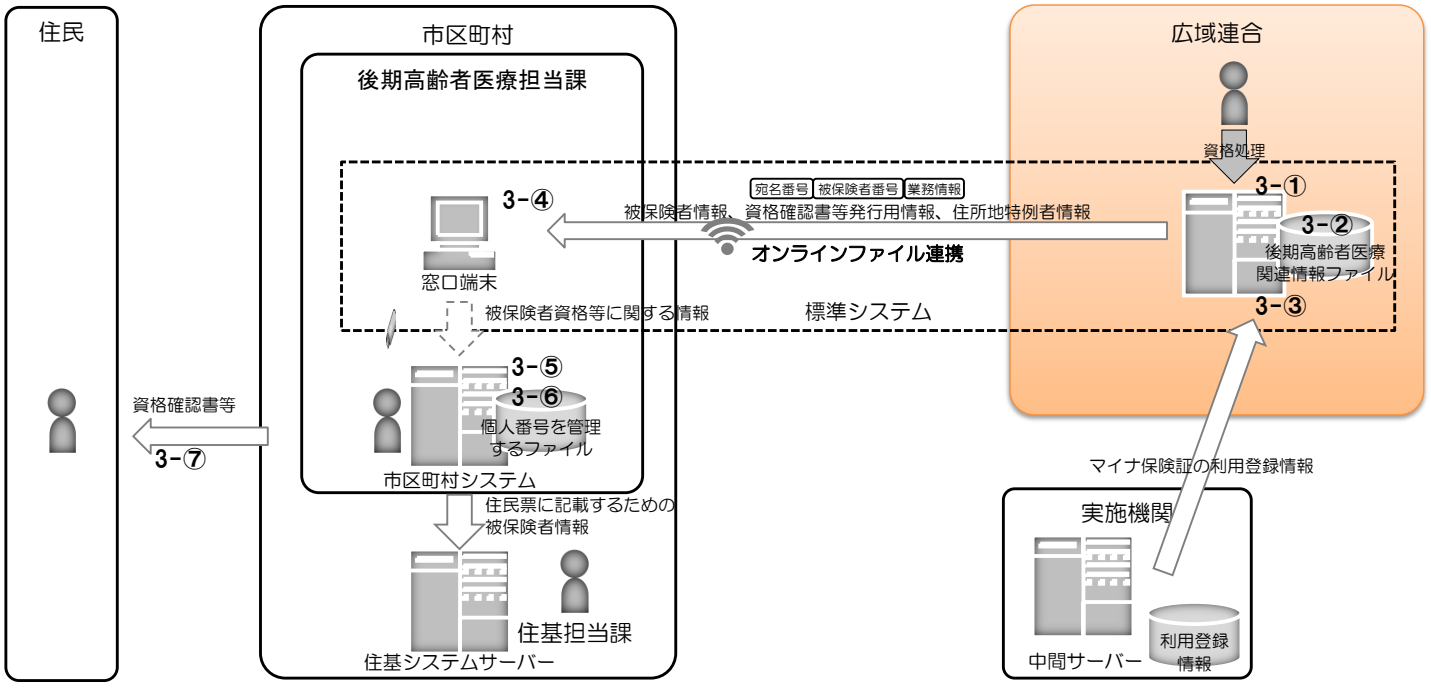 住民
市区町村
後期高齢者医療担当課
広域連合
資格処理
3-①
3-②
後期高齢者医療
関連情報ファイル
3-③
宛名番号 被保険者番号 業務情報
被保険者情報、資格確認書等発行用情報、住所地特例者情報
オンラインファイル連携
3-④
窓口端末
被保険者資格等に関する情報
標準システム
3-⑤
3-⑥
個人番号を管理
するファイル
市区町村システム
資格確認書等
3-⑦
住民票に記載するための
被保険者情報
住基担当課
住基システムサーバー
マイナ保険証の利用登録情報
実施機関
中間サーバー
利用登録
情報